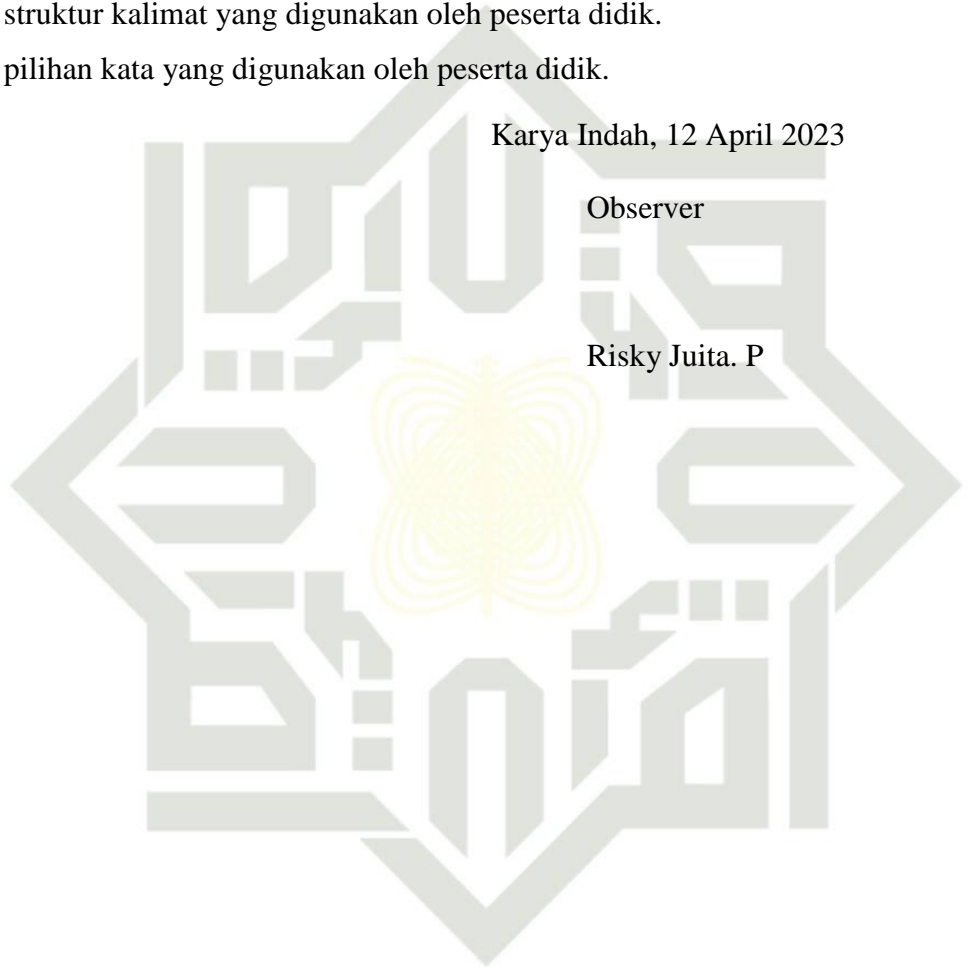 struktur kalimat yang digunakan oleh peserta didik.
pilihan kata yang digunakan oleh peserta didik.
Karya Indah, 12 April 2023
Observer
Risky Juita. P